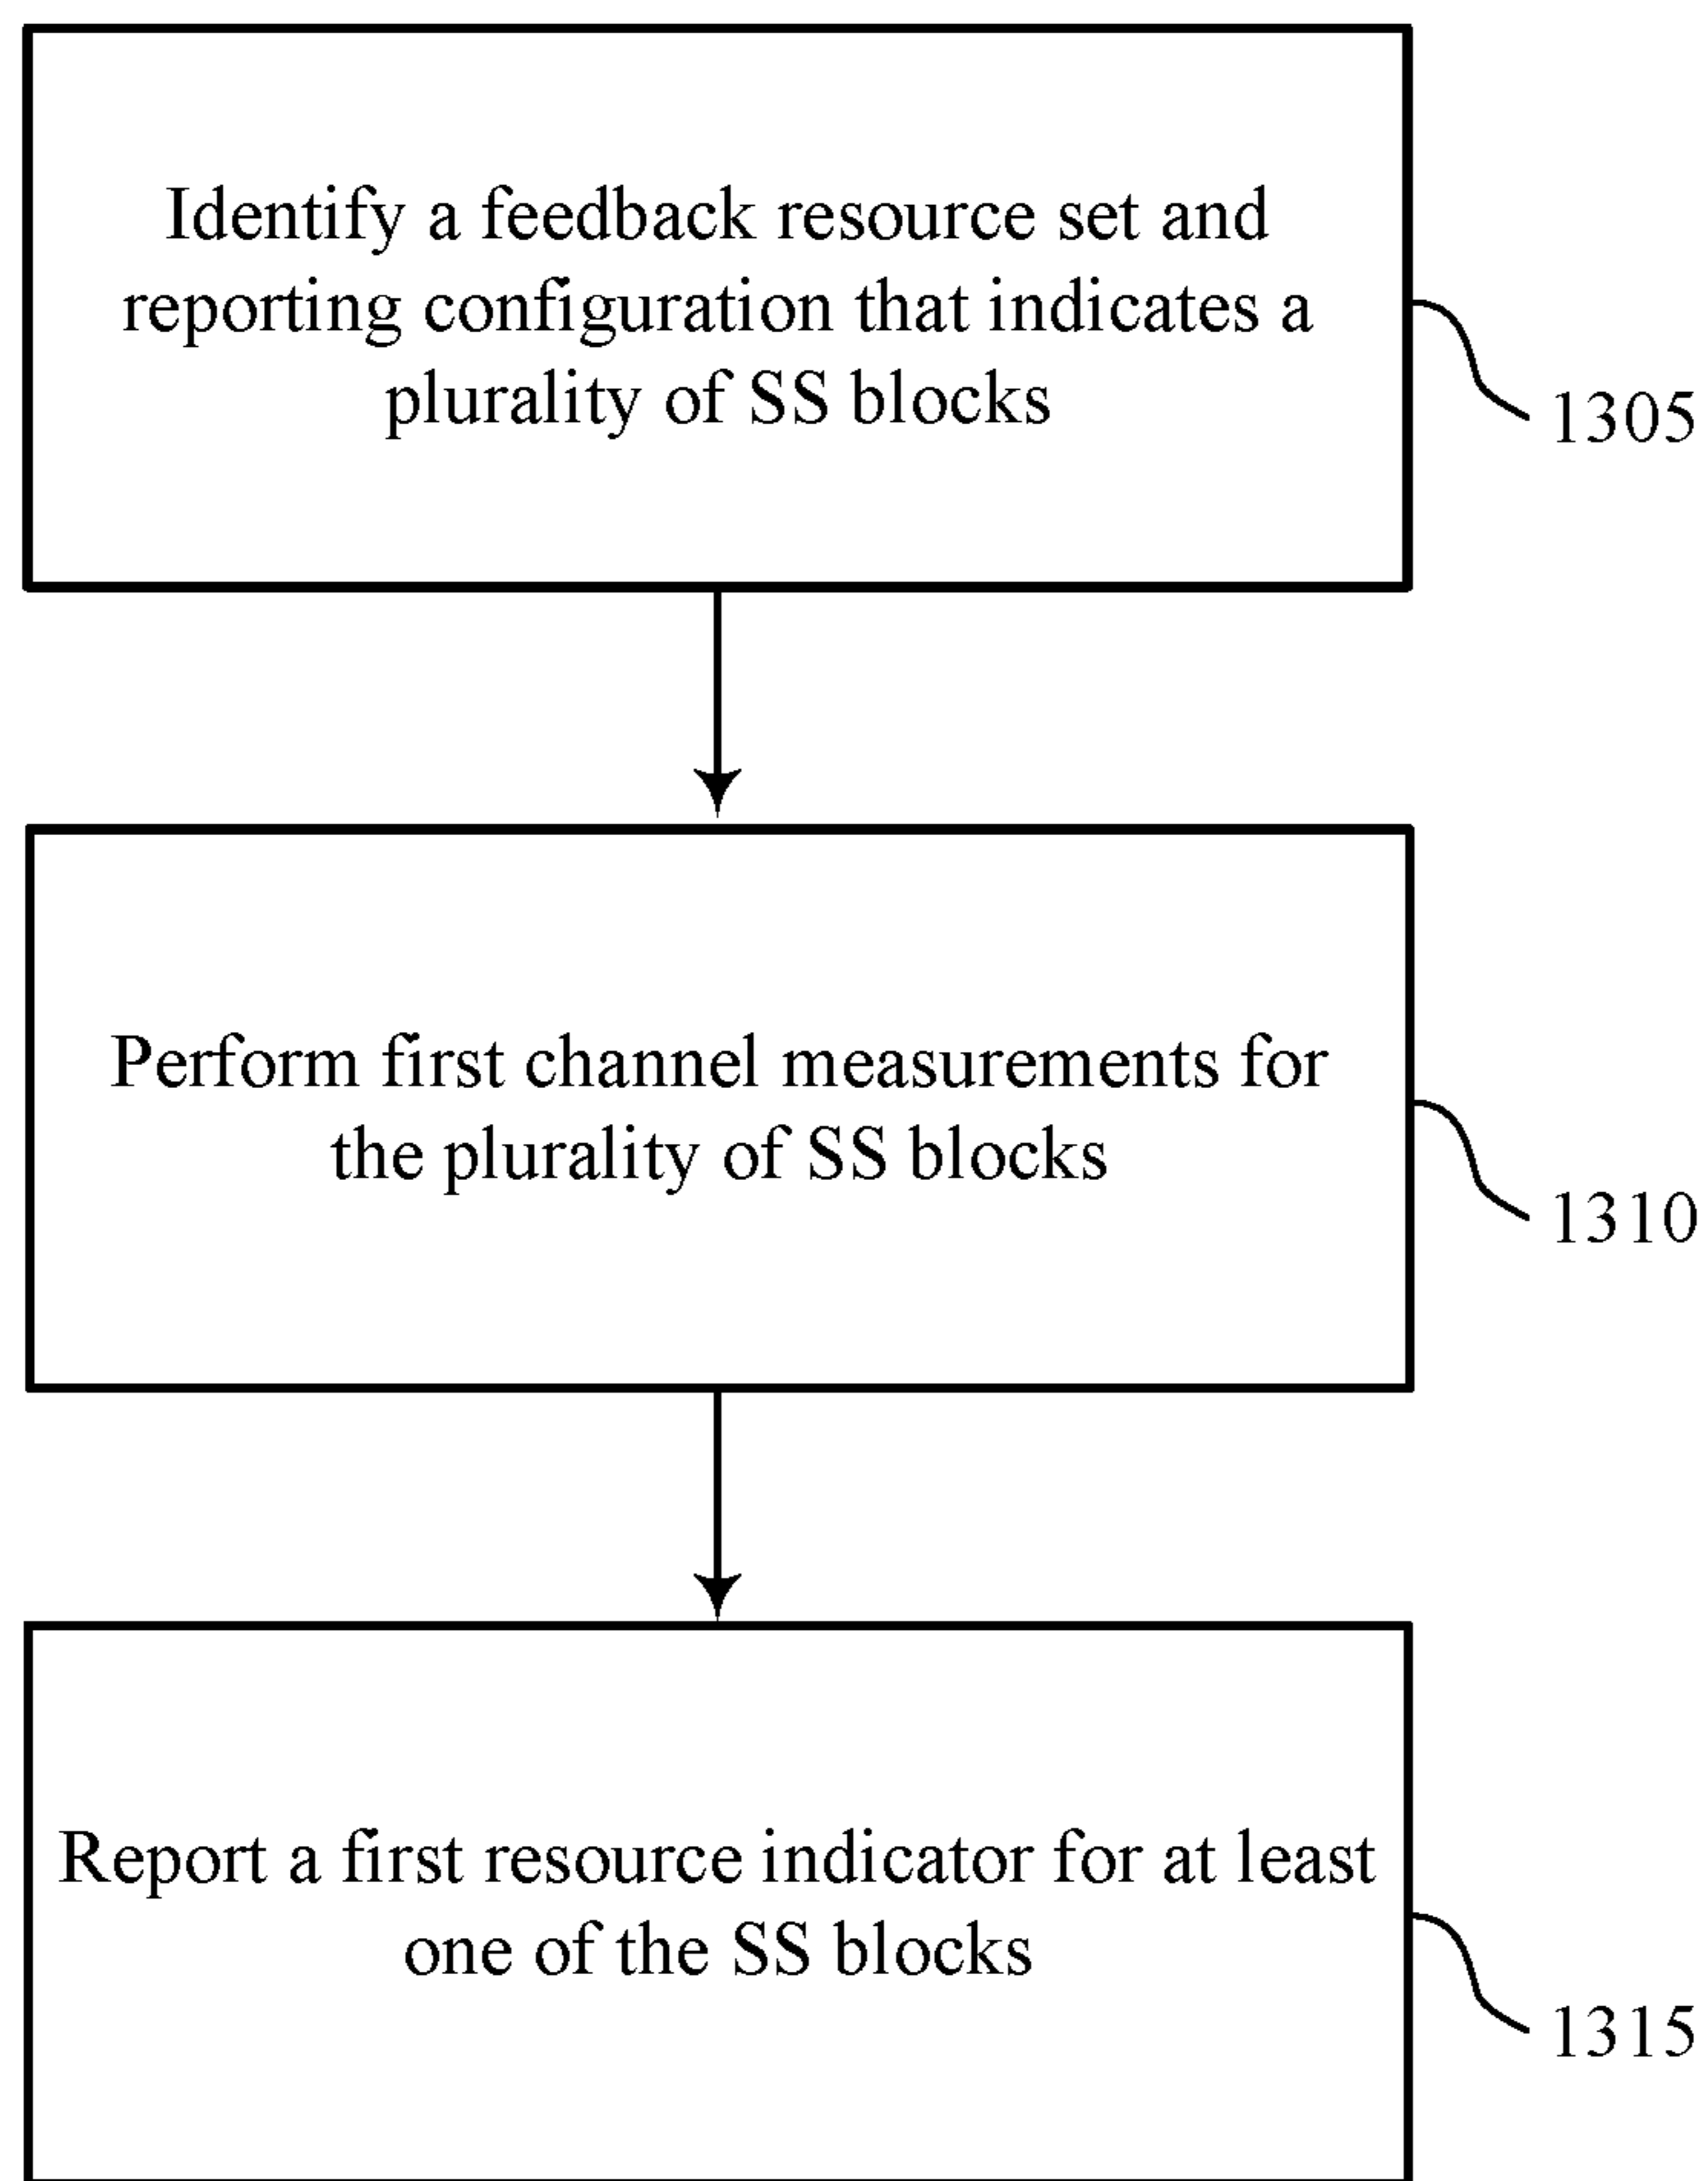 Identify a feedback resource set and
reporting configuration that indicates a
plurality of SS blocks
1305
Perform first channel measurements for
the plurality of SS blocks
1310
Report a first resource indicator for at least
one of the SS blocks
1315